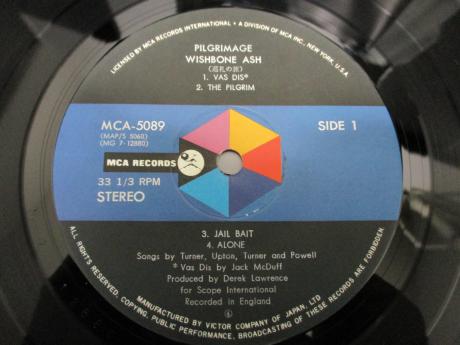 LICENSED BY MCA RECORDS INTERNATIONAL • A DIVISION OF MCA INC., NEW YORK, U.S.A.
PILGRIMAGE
WISHBONE ASH
(巡礼の旅)
1. VAS DIS*
2. THE PILGRIM
MCA-5089
(MAP/S 5060)
(MG 7-12880)
SIDE 1
MCA RECORDS
33 1/3 RPM
STEREO
3. JAIL BAIT
4. ALONE
Songs by Turner, Upton, Turner and Powell
* Vas Dis by Jack McDuff
Produced by Derek Lawrence
for Scope International
Recorded in England
MANUFACTURED BY VICTOR COMPANY OF JAPAN, LTD
ALL RIGHTS RESERVED. COPYING, PUBLIC PERFORMANCE, BROADCASTING OF THESE RECORDS ARE FORBIDDEN.